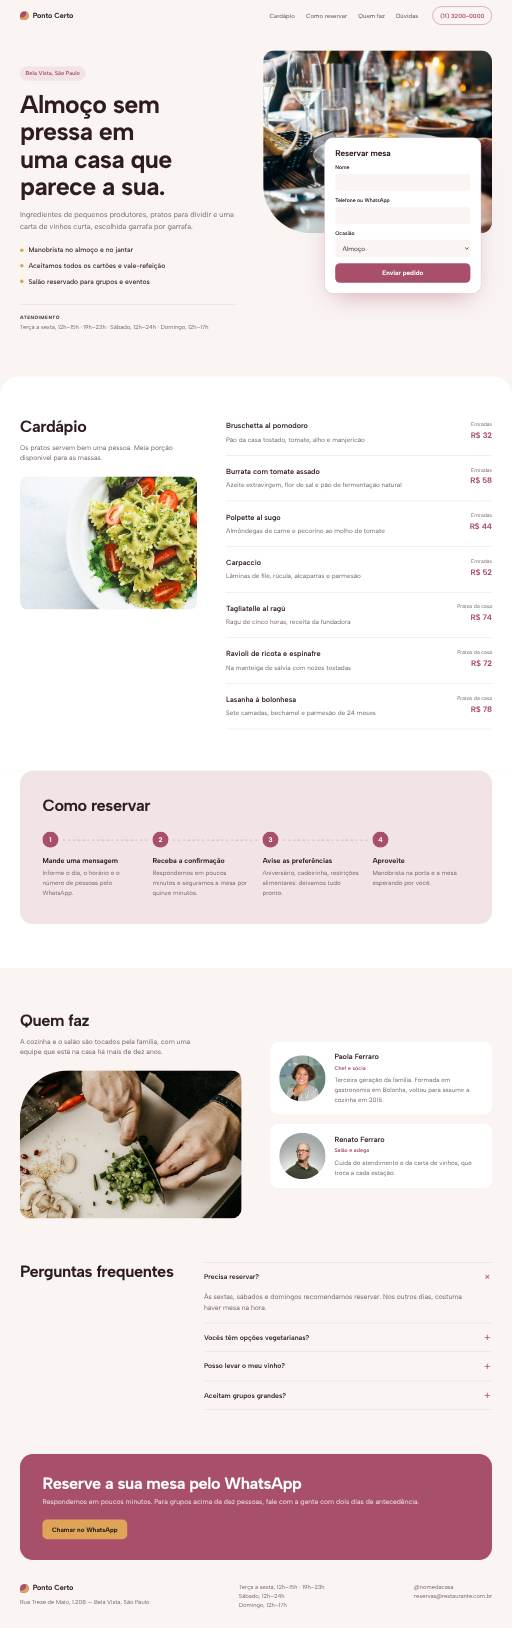 Ponto Certo
Cardápio Como reservar Quem faz Dúvidas (11) 3200-0000
Bela Vista, São Paulo
Almoço sem
pressa em
uma casa que
parece a sua.
Ingredientes de pequenos produtores, pratos para dividir e uma
carta de vinhos curta, escolhida garrafa por garrafa.
Manobrista no almoço e no jantar
Aceitamos todos os cartões e vale-refeição
Salão reservado para grupos e eventos
ATENDIMENTO
Terça a sexta, 12h–15h · 19h–23h · Sábado, 12h–24h · Domingo, 12h–17h
Reservar mesa
Nome
Telefone ou WhatsApp
Ocasião
Almoço
Enviar pedido
Cardápio
Os pratos servem bem uma pessoa. Meia porção
disponível para as massas.
Bruschetta al pomodoro
Pão da casa tostado, tomate, alho e manjericão
Entradas
R$ 32
Burrata com tomate assado
Azeite extravirgem, flor de sal e pão de fermentação natural
Entradas
R$ 58
Polpette al sugo
Almôndegas de carne e pecorino ao molho de tomate
Entradas
R$ 44
Carpaccio
Lâminas de filé, rúcula, alcaparras e parmesão
Entradas
R$ 52
Tagliatelle al ragù
Ragu de cinco horas, receita da fundadora
Pratos da casa
R$ 74
Ravioli de ricota e espinafre
Na manteiga de sálvia com nozes tostadas
Pratos da casa
R$ 72
Lasanha à bolonhesa
Sete camadas, bechamel e parmesão de 24 meses
Pratos da casa
R$ 78
Como reservar
1
Mande uma mensagem
Informe o dia, o horário e o
número de pessoas pelo
WhatsApp.
2
Receba a confirmação
Respondemos em poucos
minutos e seguramos a mesa por
quinze minutos.
3
Avise as preferências
Aniversário, cadeirinha, restrições
alimentares: deixamos tudo
pronto.
4
Aproveite
Manobrista na porta e a mesa
esperando por você.
Quem faz
A cozinha e o salão são tocados pela família, com uma
equipe que está na casa há mais de dez anos.
Paola Ferraro
Chef e sócia
Terceira geração da família. Formada em
gastronomia em Bolonha, voltou para assumir a
cozinha em 2015.
Renato Ferraro
Salão e adega
Cuida do atendimento e da carta de vinhos, que
troca a cada estação.
Perguntas frequentes
Precisa reservar?
Às sextas, sábados e domingos recomendamos reservar. Nos outros dias, costuma
haver mesa na hora.
Vocês têm opções vegetarianas?
Posso levar o meu vinho?
Aceitam grupos grandes?
Reserve a sua mesa pelo WhatsApp
Respondemos em poucos minutos. Para grupos acima de dez pessoas, fale com a gente com dois dias de antecedência.
Chamar no WhatsApp
Ponto Certo
Rua Treze de Maio, 1.208 — Bela Vista, São Paulo
Terça a sexta, 12h–15h · 19h–23h
Sábado, 12h–24h
Domingo, 12h–17h
@nomedacasa
reservas@restaurante.com.br